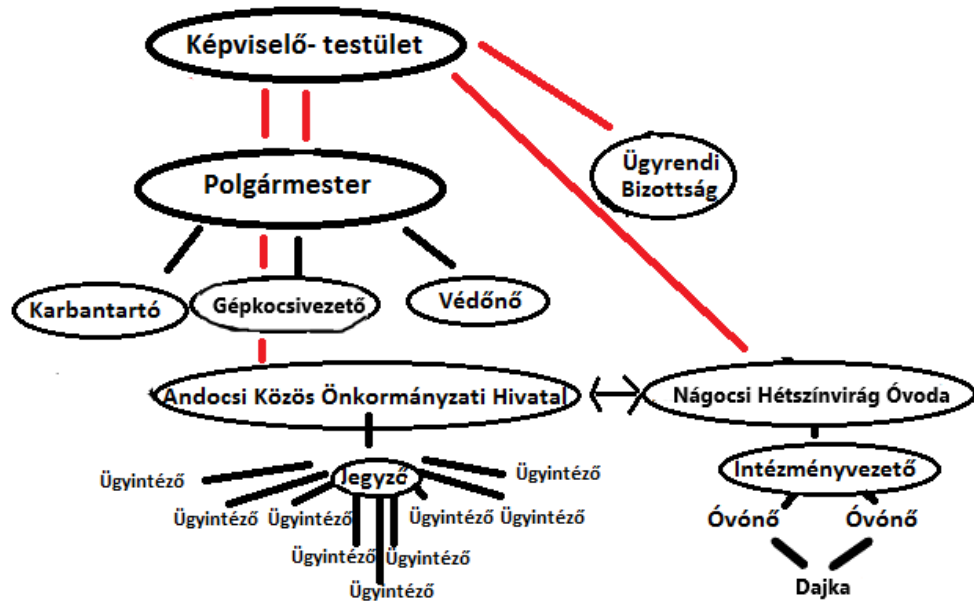 Képviselő- testület
Ügyrendi
Bizottság
Polgármester
Karbantartó
Gépkocsivezető
Védőnő
Andocsi Közös Önkormányzati Hivatal
Nágocsi Hétszínvirág Óvoda
Jegyző
Intézményvezető
Ügyintéző
Ügyintéző
Ügyintéző
Ügyintéző
Ügyintéző
Ügyintéző
Óvónő
Óvónő
Ügyintéző
Ügyintéző
Ügyintéző
Dajka